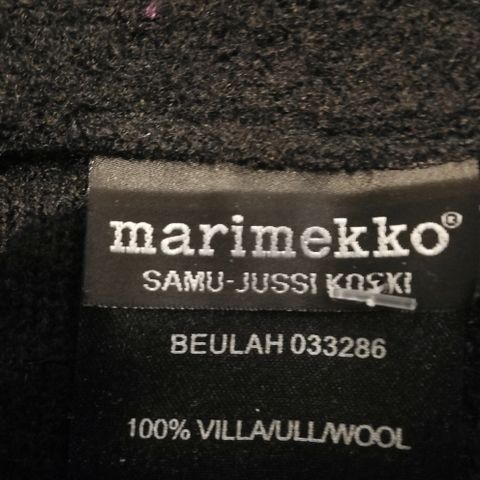 marimekko®
SAMU-JUSSI KOSKI
BEULAH 033286
100% VILLA/ULL/WOOL